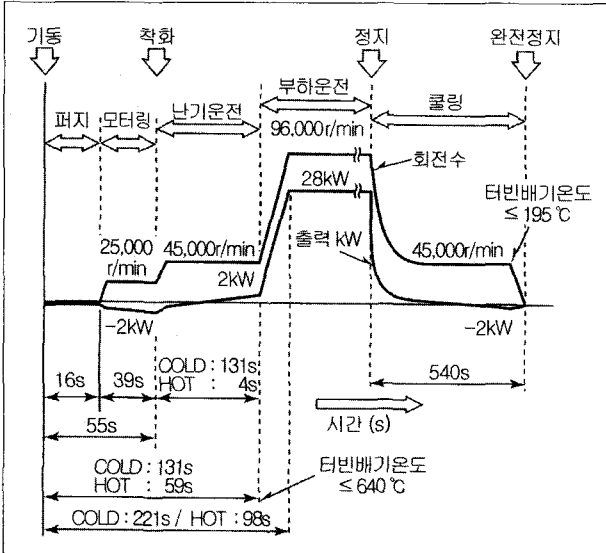 기동
착화
정지
완전정지
퍼지
모터링
난기운전
부하운전
쿨링
96,000r/min
회전수
28kW
터빈배기온도
≤195℃
25,000
r/min
45,000r/min
출력 kW
45,000r/min
2kW
-2kW
-2kW
16s
39s
COLD : 131s
HOT : 4s
540s
55s
시간 (s)
COLD : 131s
HOT : 59s
터빈배기온도
≤640℃
COLD : 221s / HOT : 98s